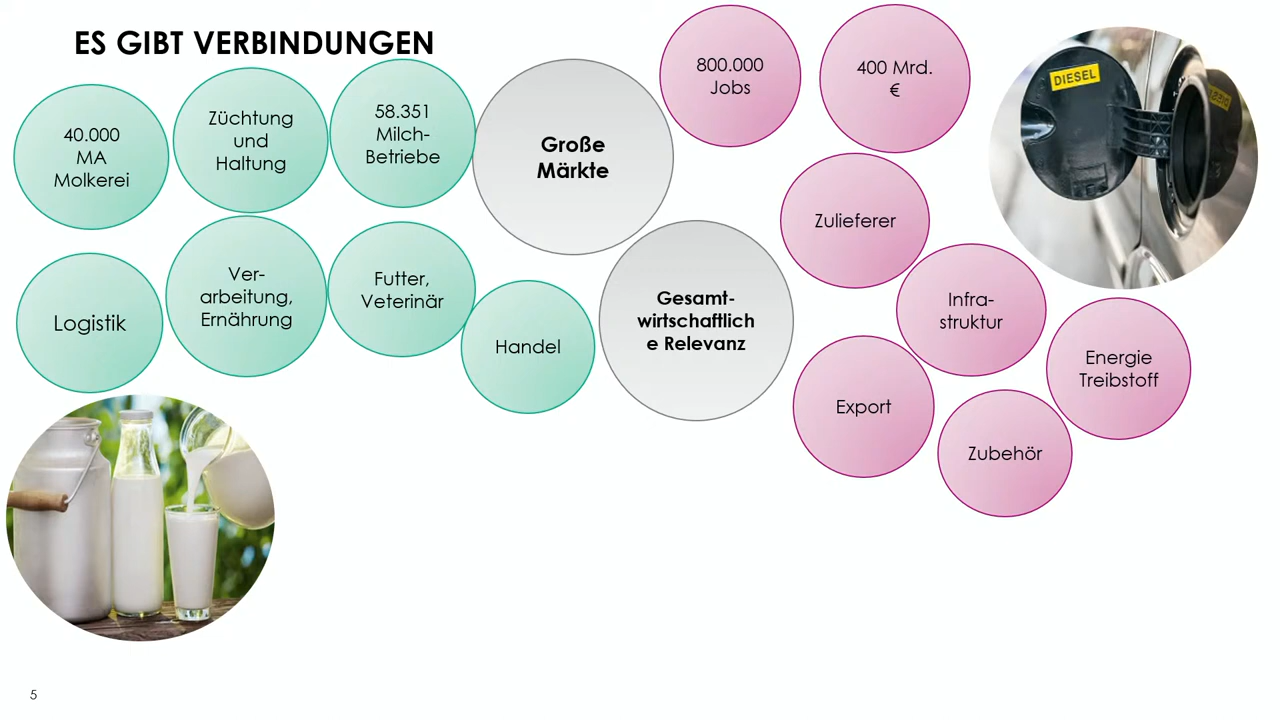 ES GIBT VERBINDUNGEN
40.000
MA
Molkerei
Züchtung
und
Haltung
58.351
Milch-
Betriebe
Große
Märkte
800.000
Jobs
400 Mrd.
€
DIESEL
Zulieferer
Logistik
Ver-
arbeitung,
Ernährung
Futter,
Veterinär
Handel
Gesamt-
wirtschaftlich
e Relevanz
Infra-
struktur
Energie
Treibstoff
Export
Zubehör
5